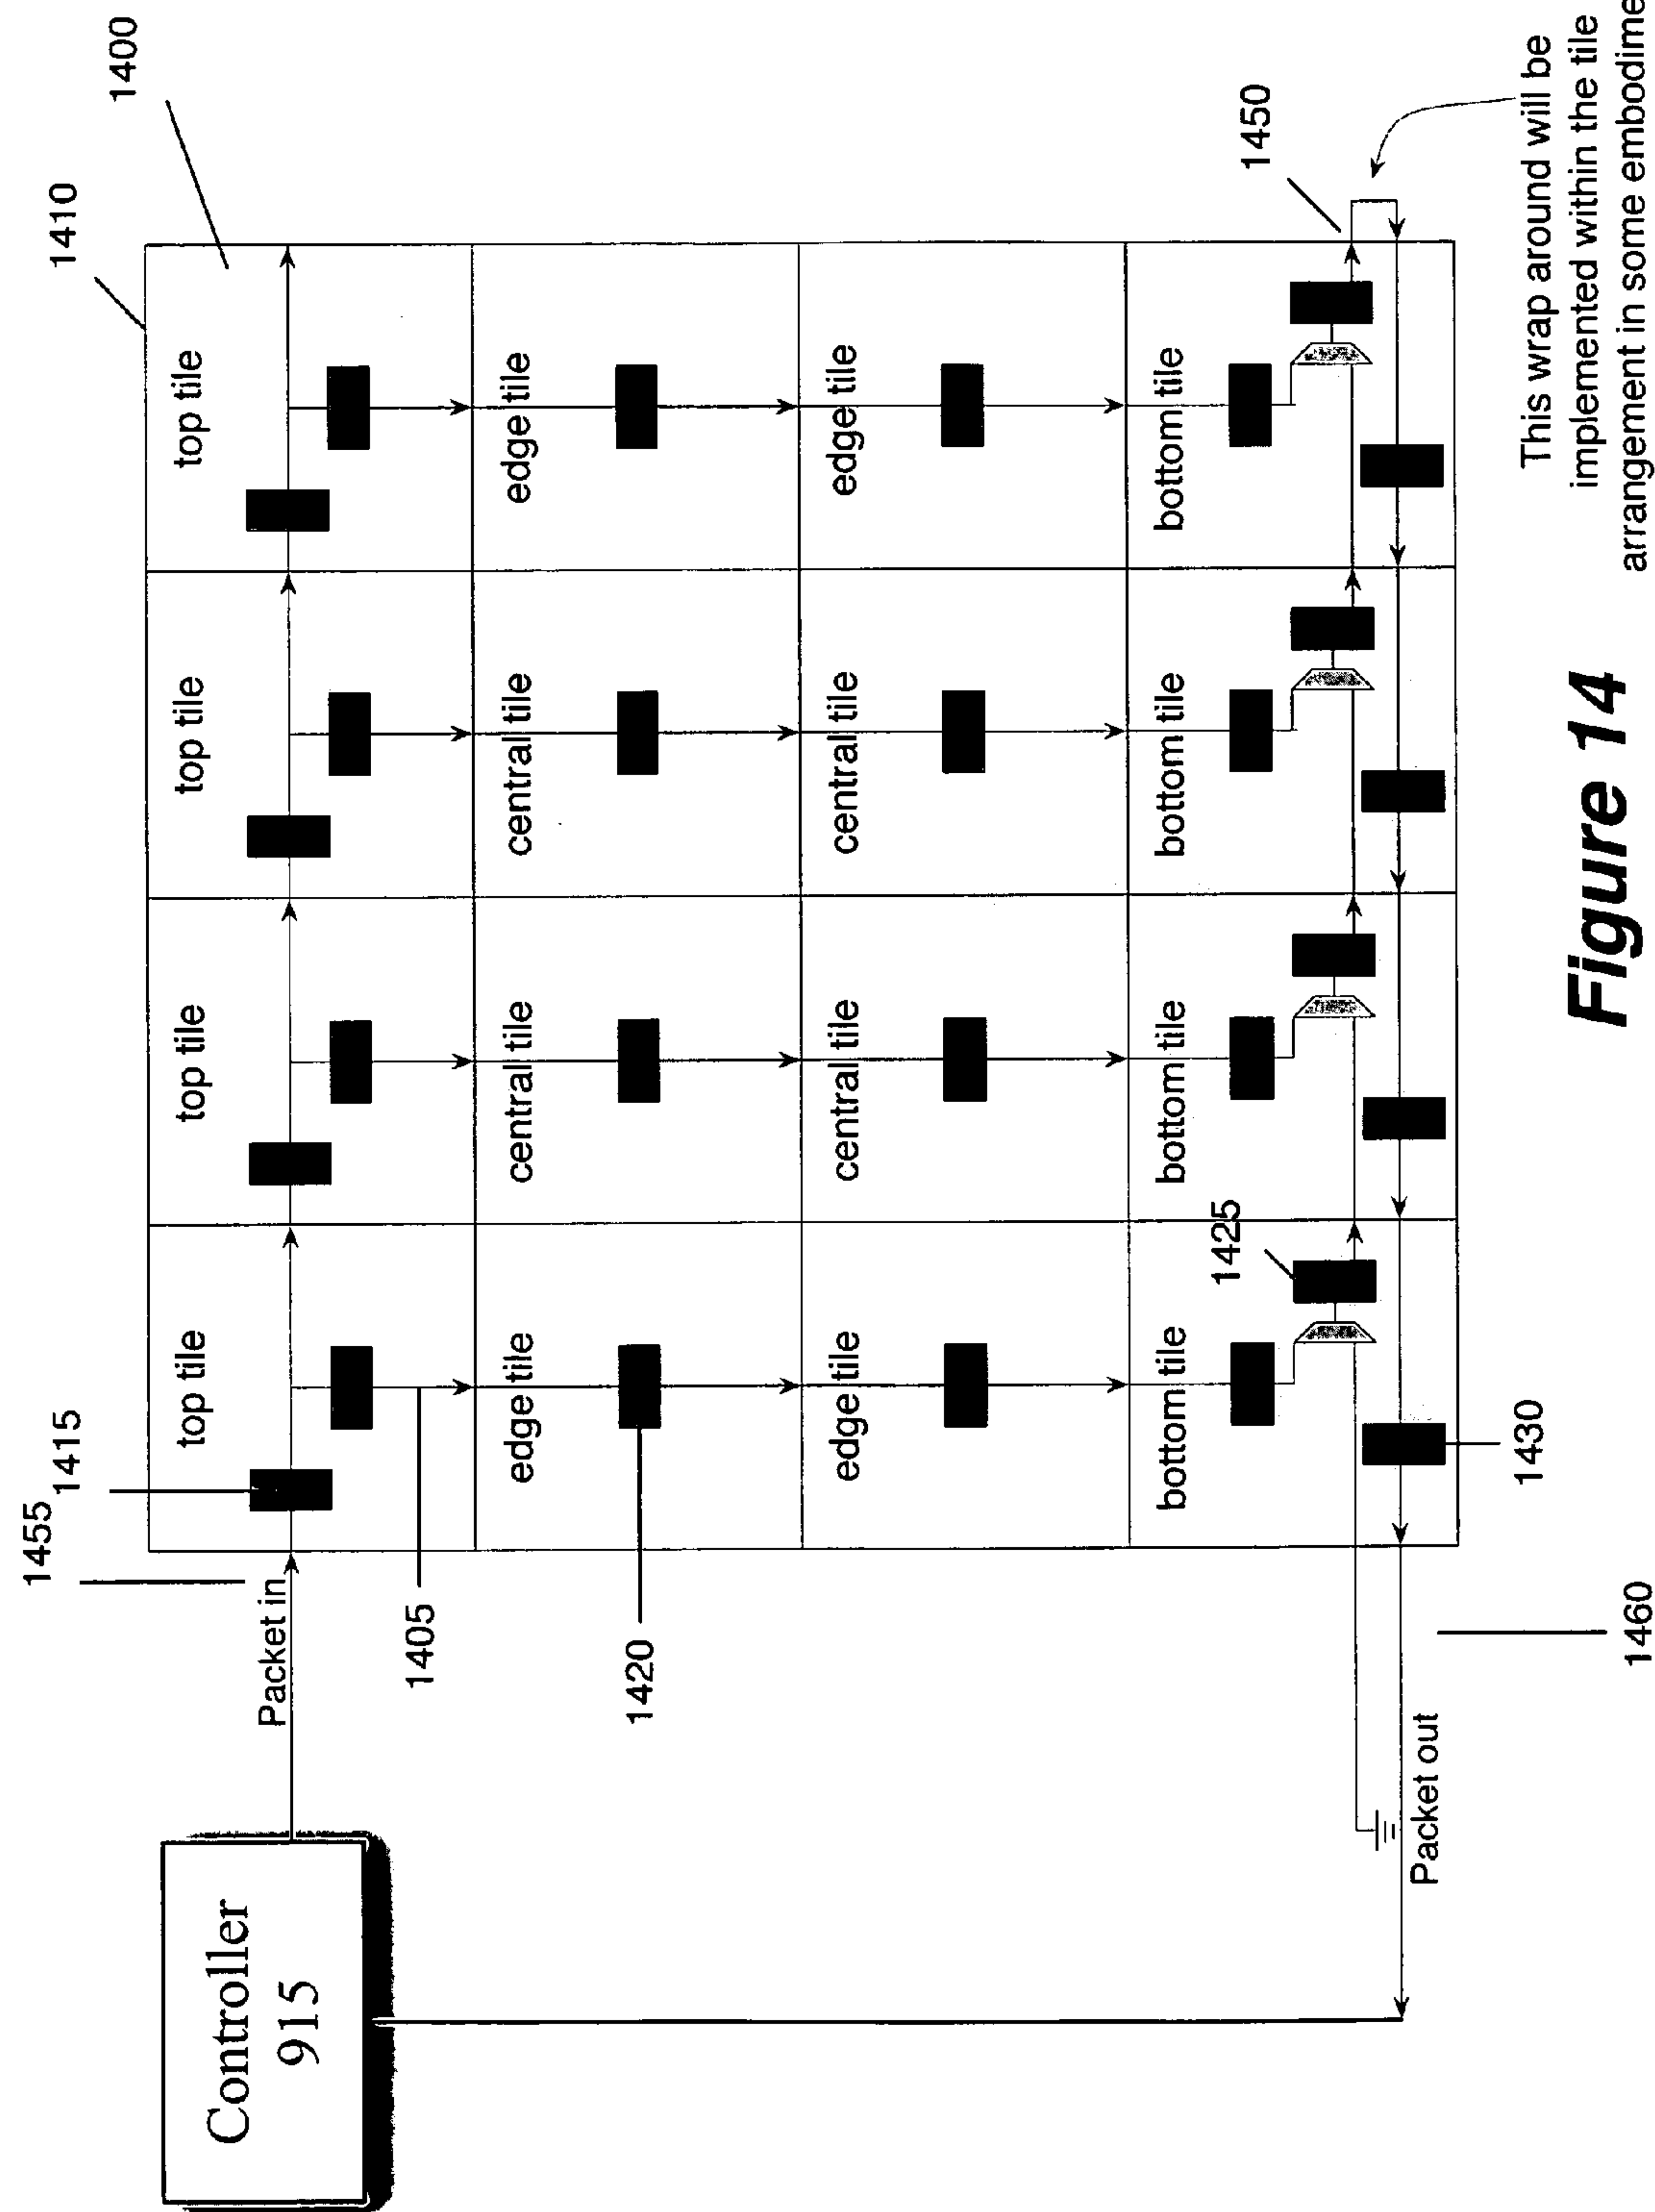 1455
1415
1410
1400
Controller
915
Packet in
top tile
top tile
top tile
top tile
1405
edge tile
central tile
central tile
edge tile
1420
edge tile
central tile
central tile
edge tile
bottom tile
bottom tile
bottom tile
bottom tile
1425
1450
Packet out
1430
1460
This wrap around will be
implemented within the tile
arrangement in some embodime
Figure 14